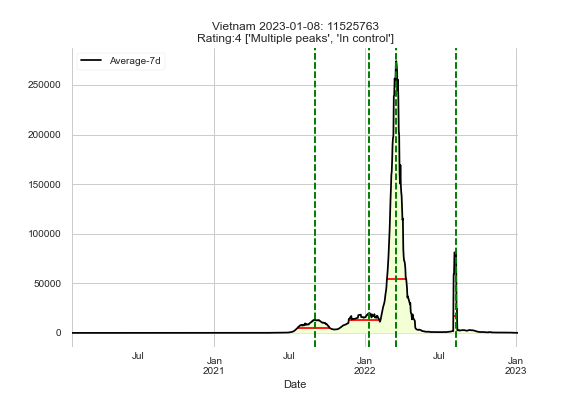 Vietnam 2023-01-08: 11525763
Rating:4 ['Multiple peaks', 'In control']
Average-7d
250000
200000
150000
100000
50000
0
Jul
Jan
2021
Jul
Jan
2022
Jul
Jan
2023
Date